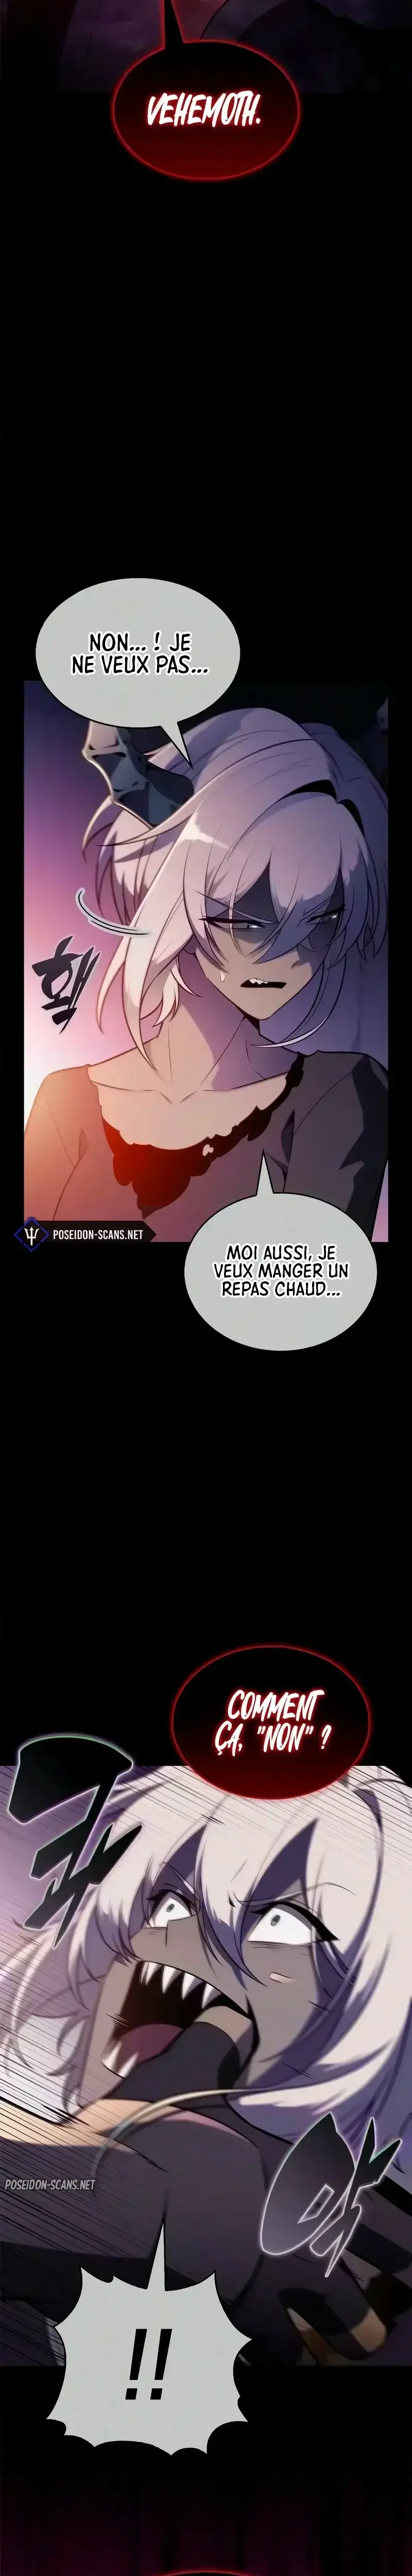 VEHEMOTH.
NON... ! JE
NE VEUX PAS...
홱
POSEIDON-SCANS.NET
MOI AUSSI, JE
VEUX MANGER UN
REPAS CHAUD...
COMMENT
ÇA, "NON" ?
POSEIDON-SCANS.NET
!!